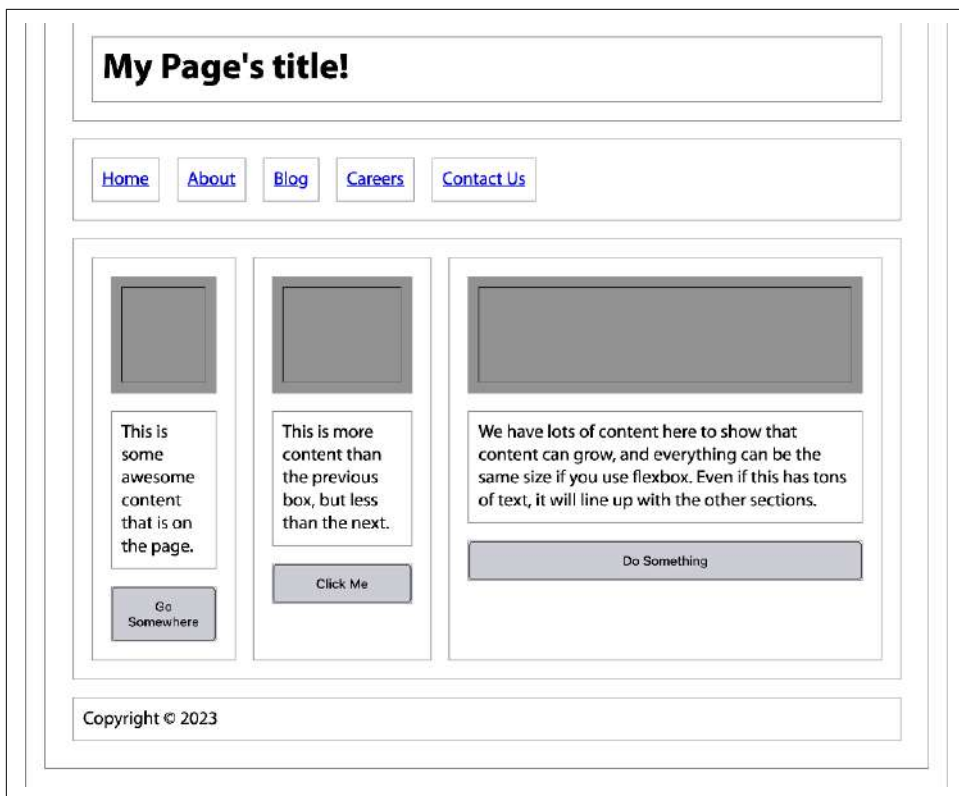 My Page's title!
Home About Blog Careers Contact Us
This is
some
awesome
content
that is on
the page.
Go
Somewhere
This is more
content than
the previous
box, but less
than the next.
Click Me
We have lots of content here to show that
content can grow, and everything can be the
same size if you use flexbox. Even if this has tons
of text, it will line up with the other sections.
Do Something
Copyright © 2023